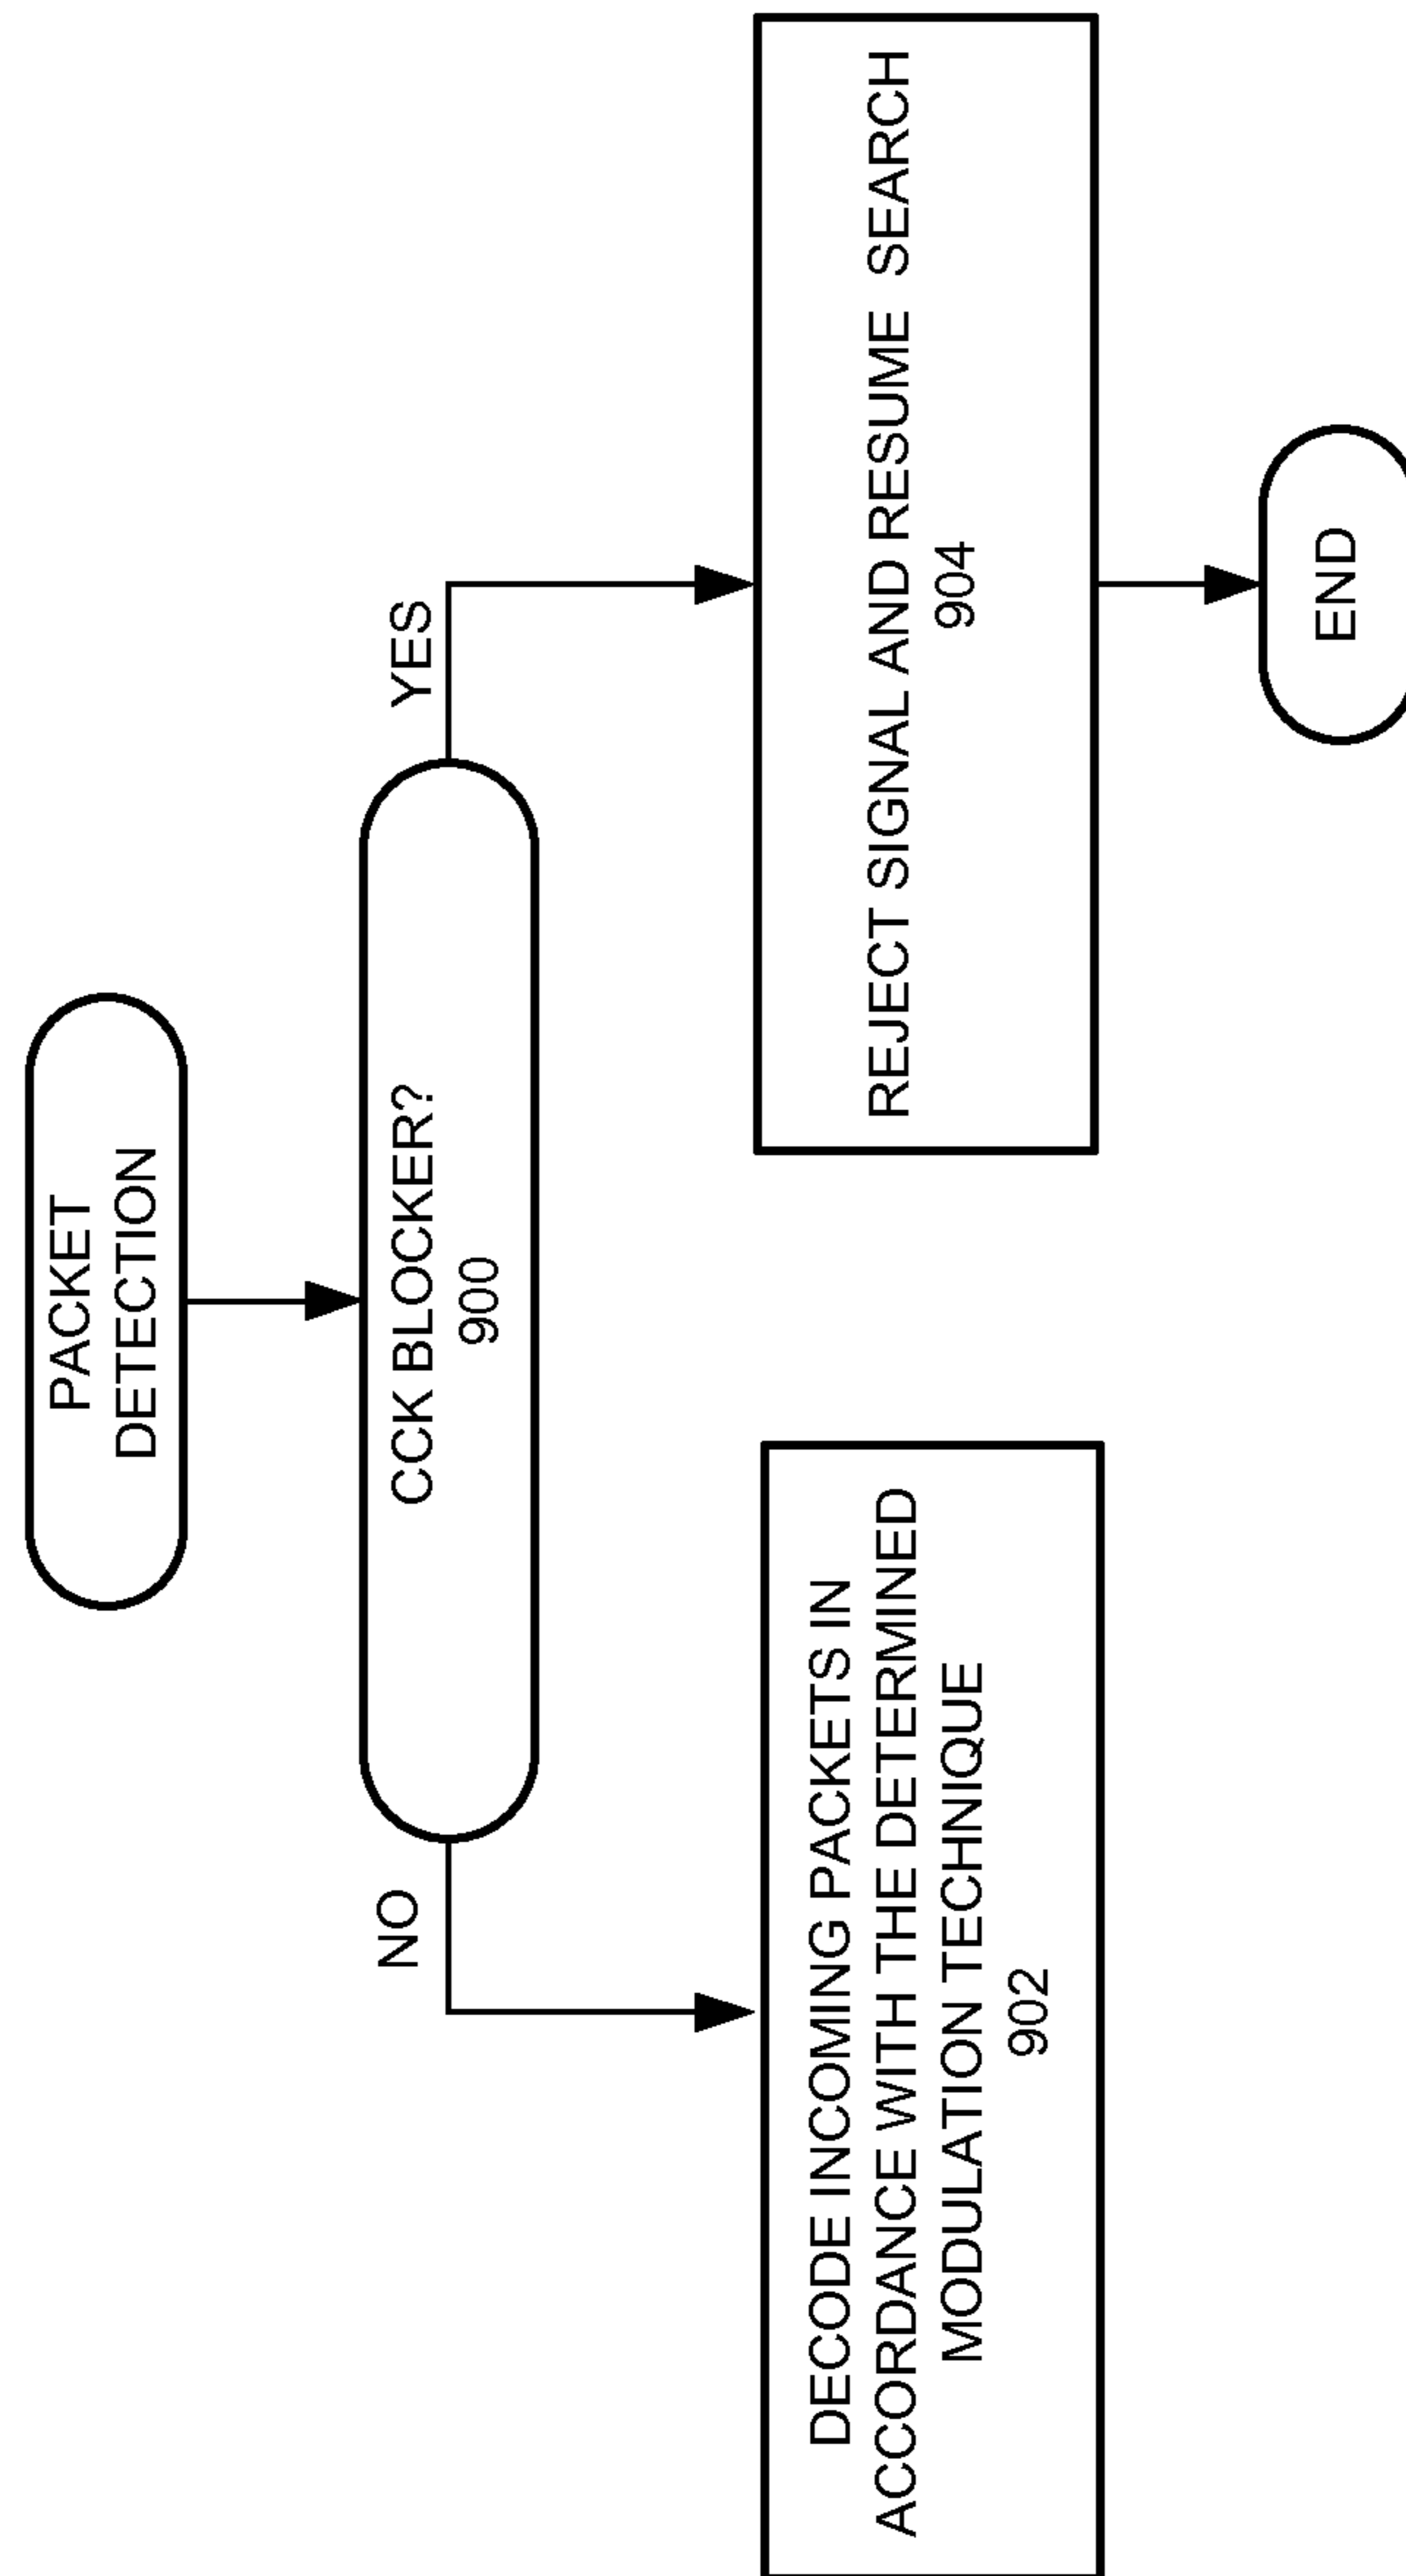 PACKET
DETECTION
CCK BLOCKER?
900
NO
YES
DECODE INCOMING PACKETS IN
ACCORDANCE WITH THE DETERMINED
MODULATION TECHNIQUE
902
REJECT SIGNAL AND RESUME SEARCH
904
END